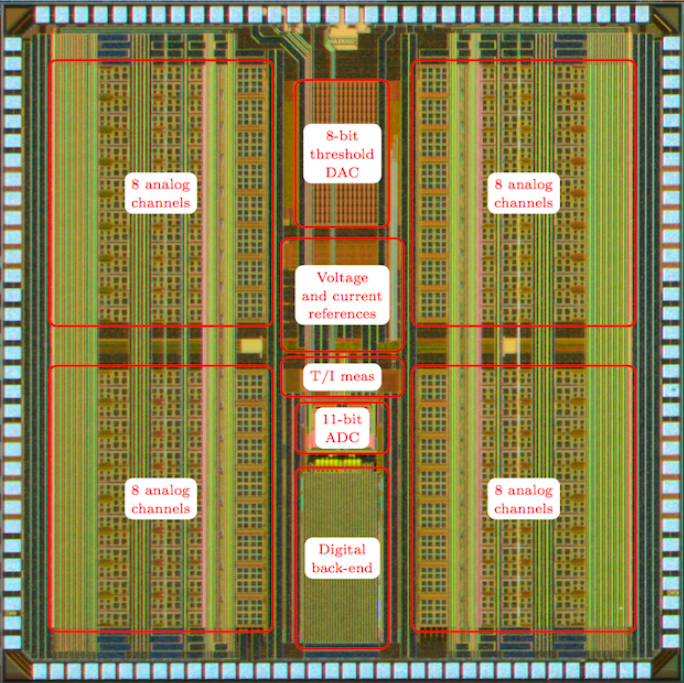 8-bit
threshold
DAC
8 analog
channels
8 analog
channels
Voltage
and current
references
T/I meas
11-bit
ADC
8 analog
channels
8 analog
channels
Digital
back-end